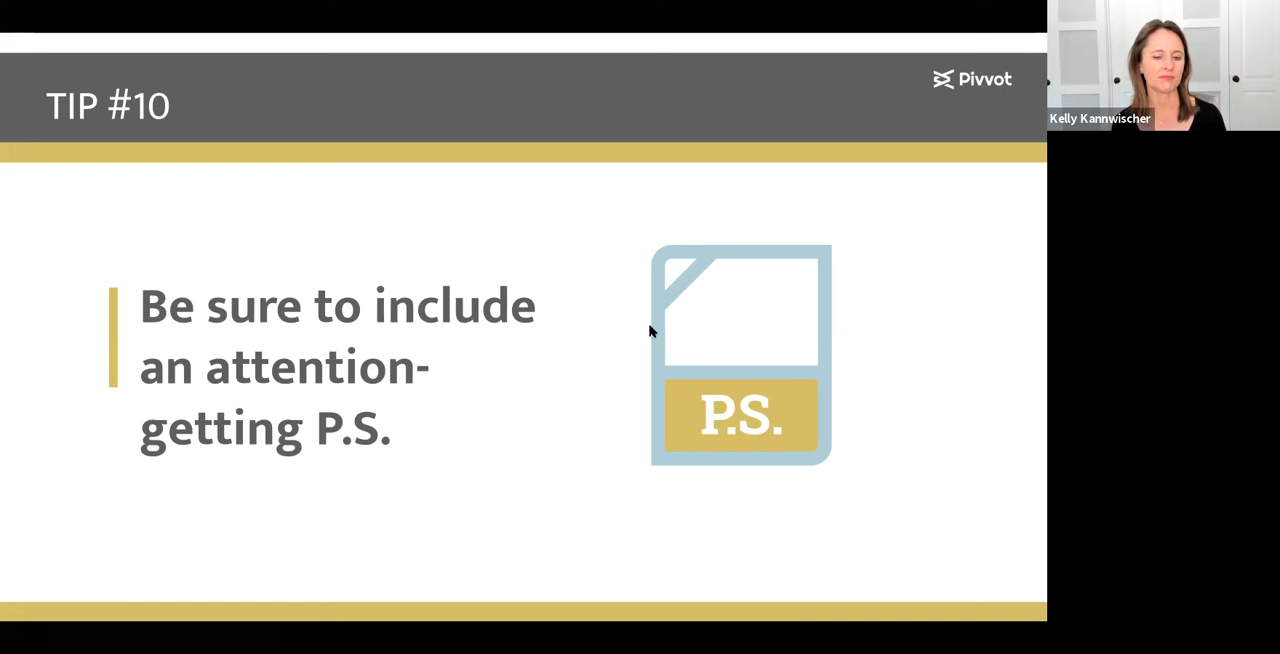 TIP #10
Pivvot
Kelly Kannwischer
Be sure to include
an attention-
getting P.S.
P.S.